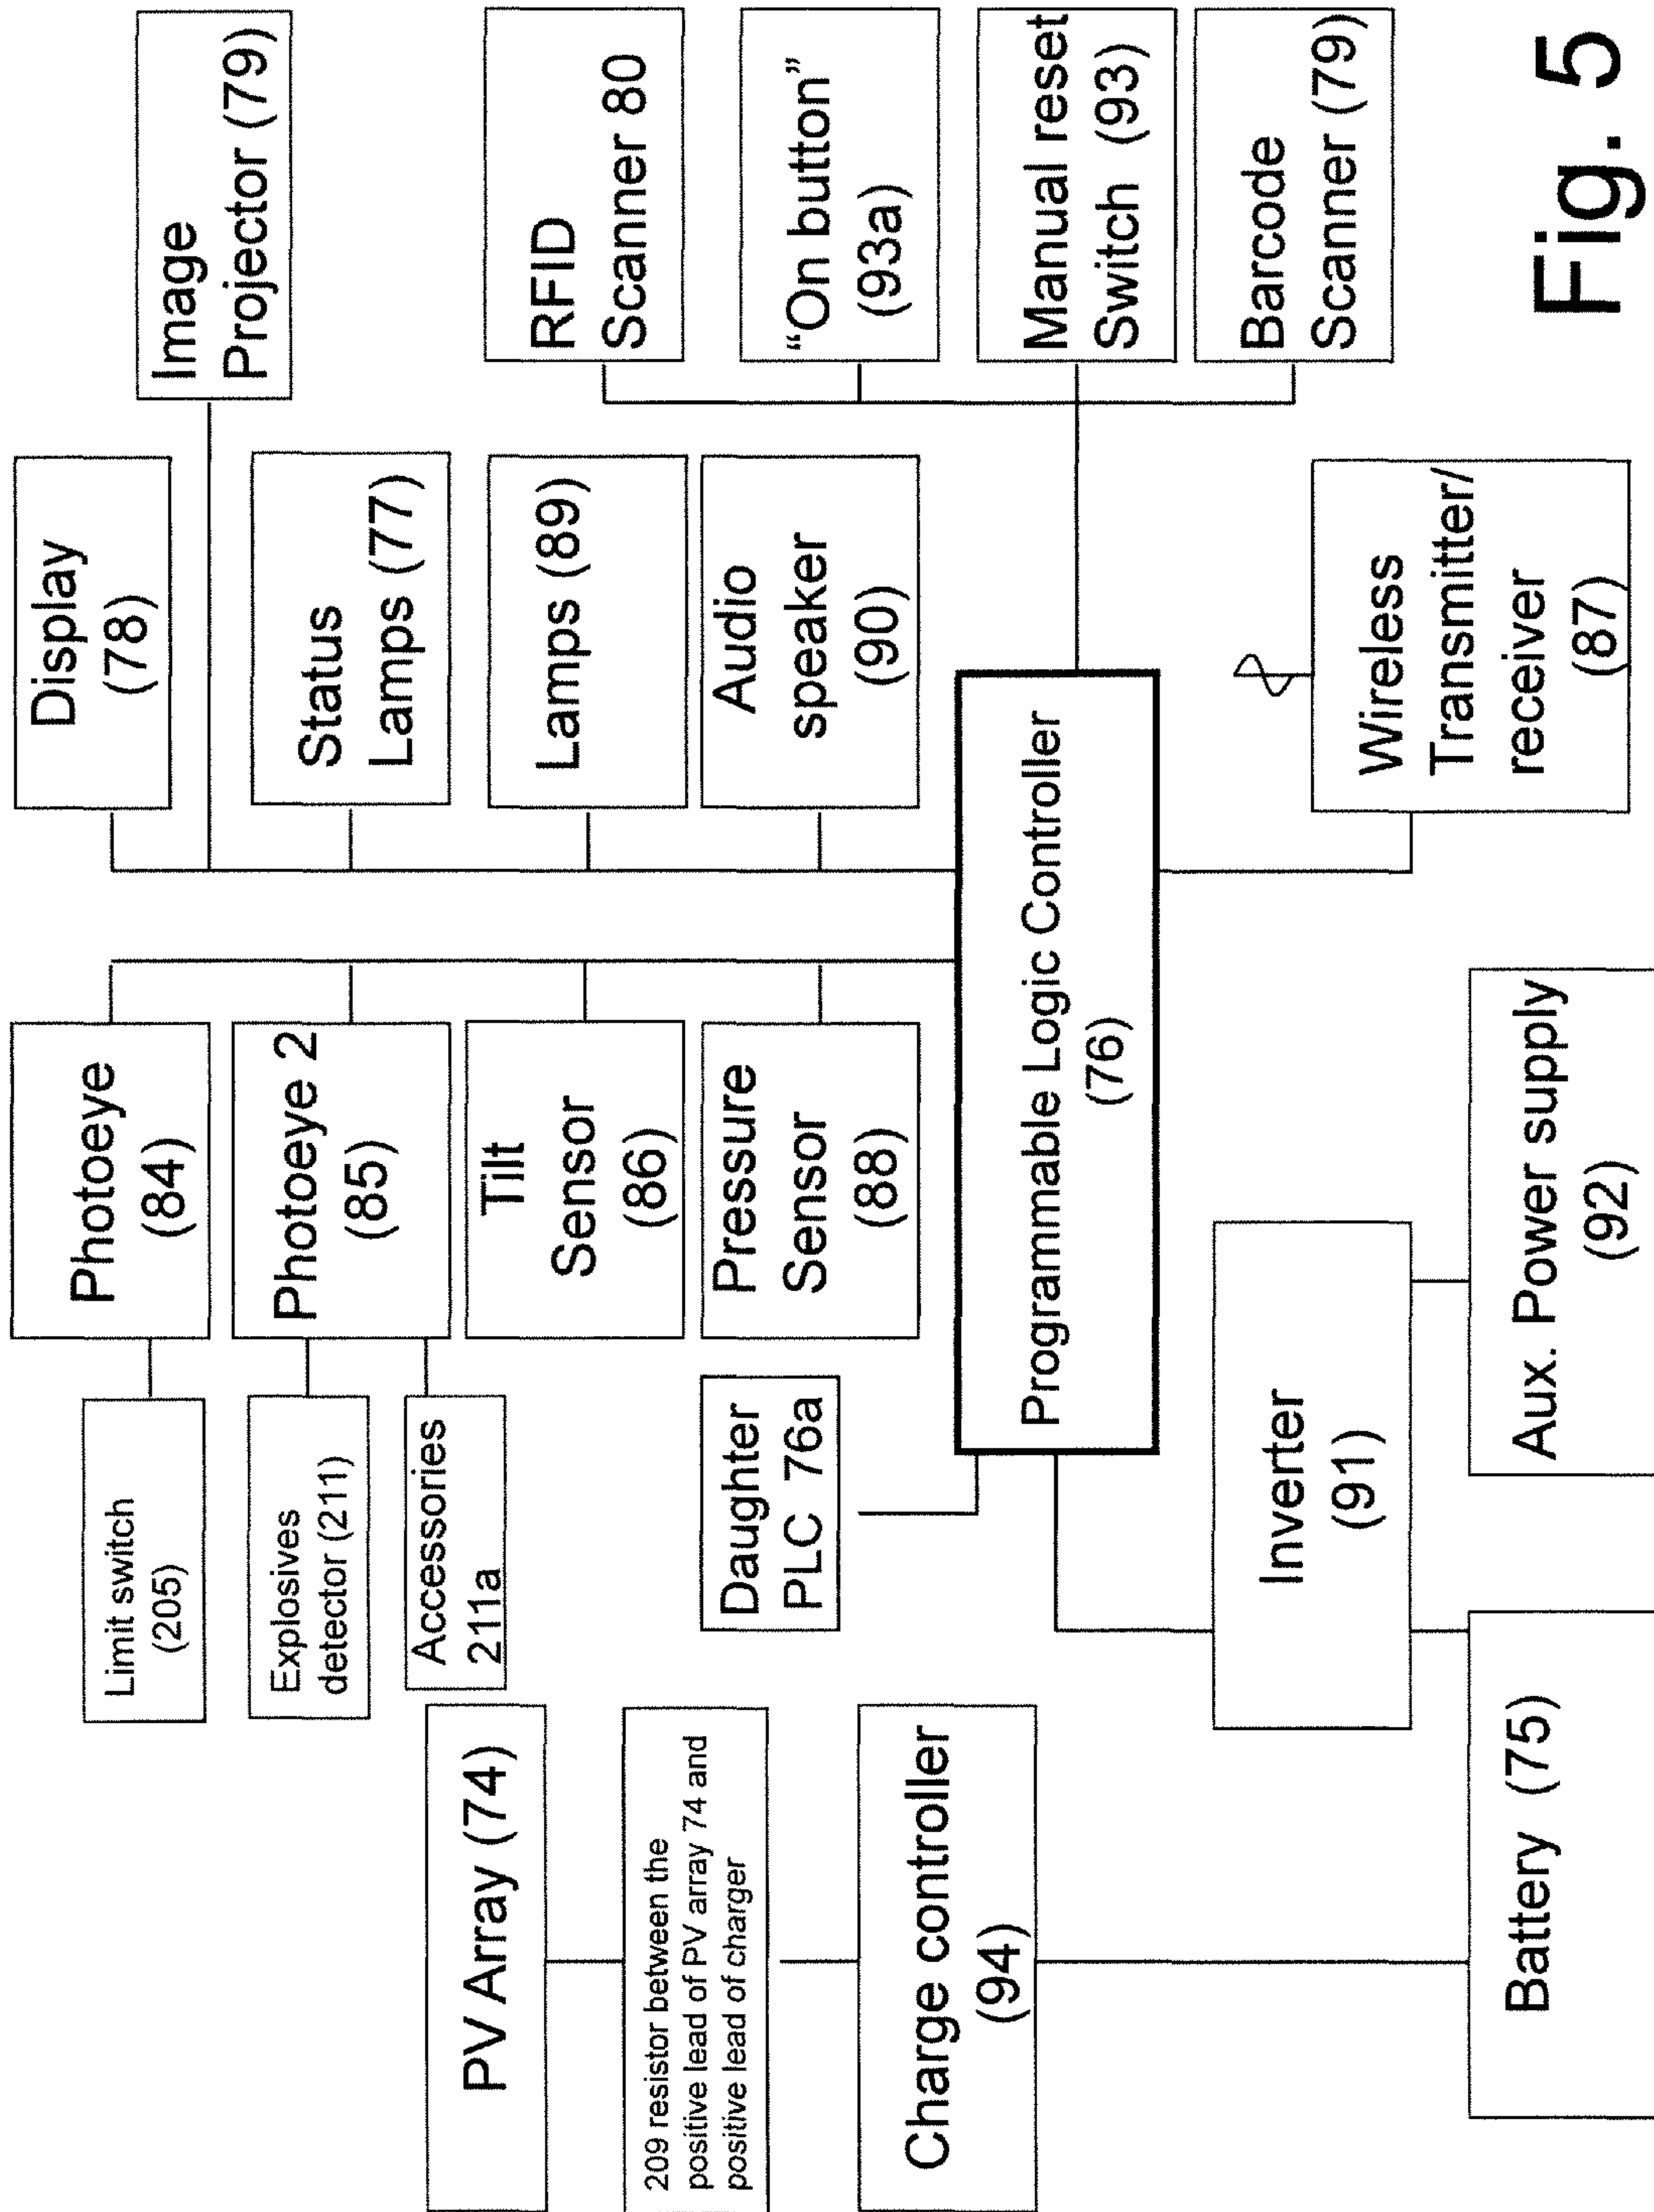 Display
(78)
Image
Projector (79)
Photoeye
(84)
Limit switch
(205)
Status
Lamps (77)
Photoeye 2
(85)
Explosives
detector (211)
Accessories
211a
Lamps (89)
RFID
Scanner 80
Tilt
Sensor
(86)
PV Array (74)
Audio
speaker
(90)
"On button"
(93a)
Pressure
Sensor
(88)
Daughter
PLC 76a
209 resistor between the
positive lead of PV array 74 and
positive lead of charger
Charge controller
(94)
Programmable Logic Controller
(76)
Manual reset
Switch (93)
Barcode
Scanner (79)
Inverter
(91)
Wireless
Transmitter/
receiver
(87)
Battery (75)
Aux. Power supply
(92)
Fig. 5